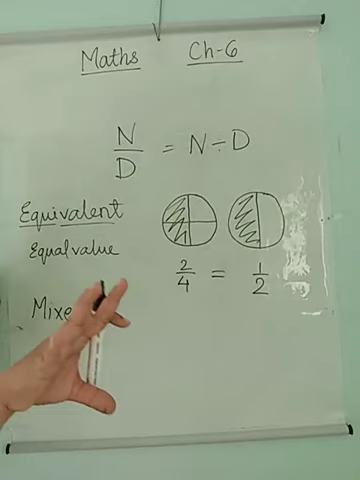 Maths Ch-6
N/D = N÷D
Equivalent
Equal value
2/4 = 1/2